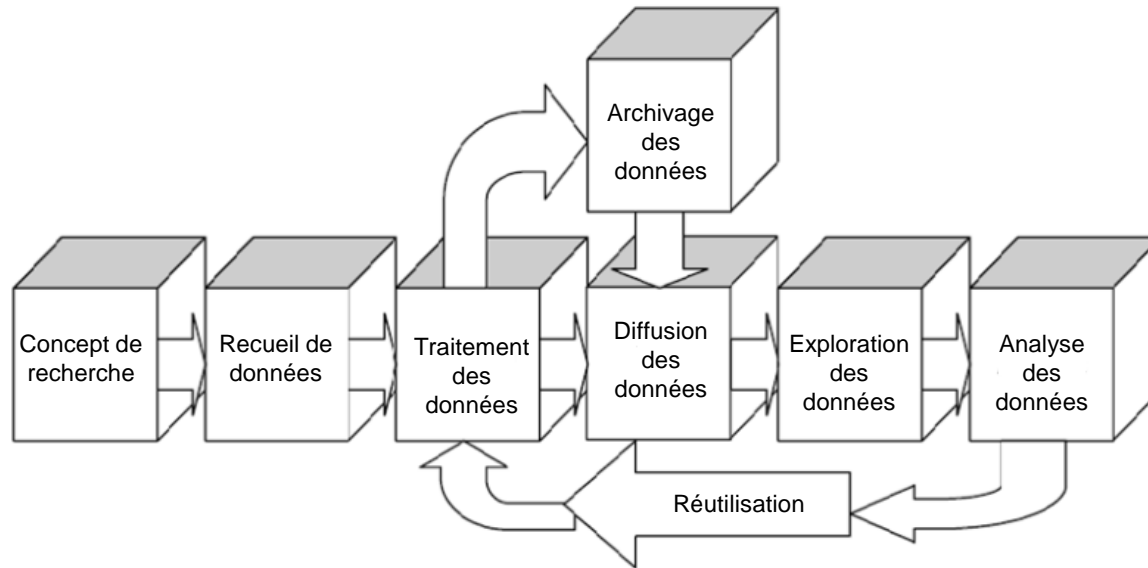 Archivage
des
données
Concept de
recherche
Recueil de
données
Traitement
des
données
Diffusion
des
données
Exploration
des
données
Analyse
des
données
Réutilisation